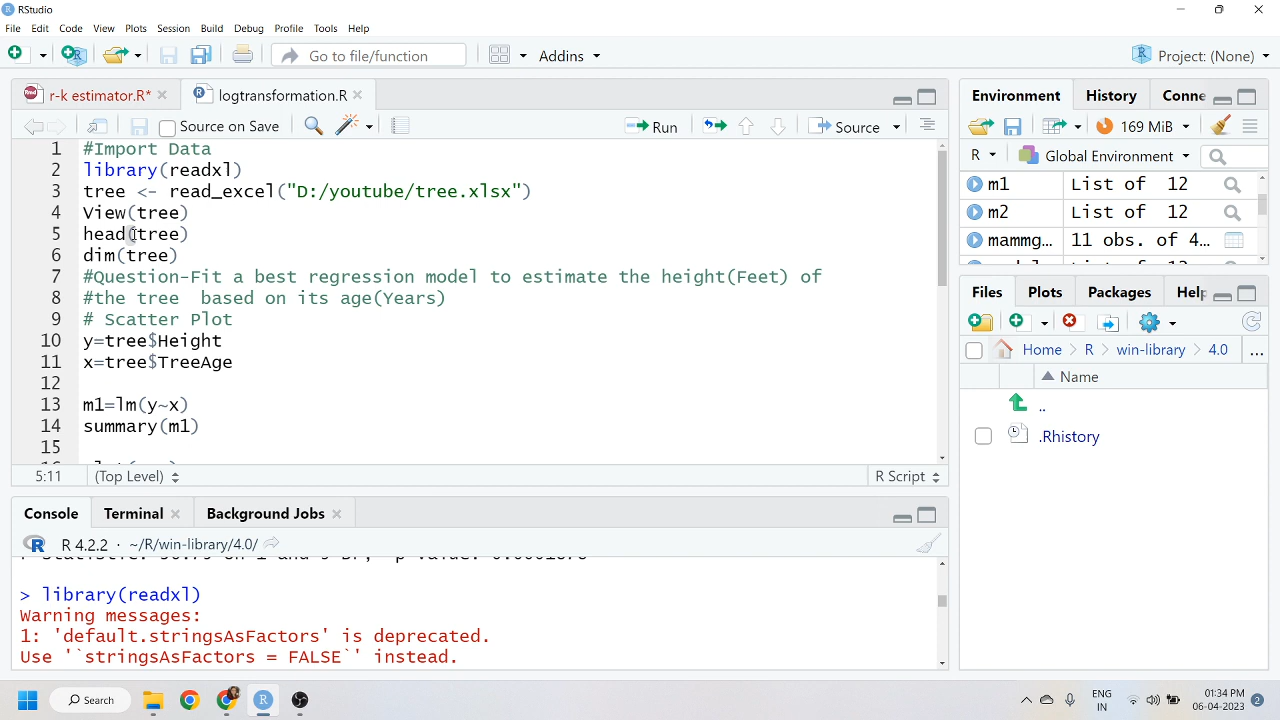 RStudio
File Edit Code View Plots Session Build Debug Profile Tools Help
Go to file/function Addins Project: (None)
r-k estimator.R* logtransformation.R
Source on Save Run Source
1 #Import Data
2 library(readxl)
3 tree <- read_excel("D:/youtube/tree.xlsx")
4 View(tree)
5 head(tree)
6 dim(tree)
7 #Question-Fit a best regression model to estimate the height(Feet) of
8 #the tree  based on its age(Years)
9 # Scatter Plot
10 y=tree$Height
11 x=tree$TreeAge
12
13 m1=lm(y~x)
14 summary(m1)
15
5:11 (Top Level) R Script
Console Terminal Background Jobs
R 4.2.2 · ~/R/win-library/4.0/
> library(readxl)
Warning messages:
1: 'default.stringsAsFactors' is deprecated.
Use '`stringsAsFactors = FALSE`' instead.
Environment History Conne
169 MiB
R Global Environment
m1 List of 12
m2 List of 12
mammg... 11 obs. of 4...
Files Plots Packages Help
Home R win-library 4.0 ...
Name
..
.Rhistory
Search
ENG
IN
01:34 PM
06-04-2023
2